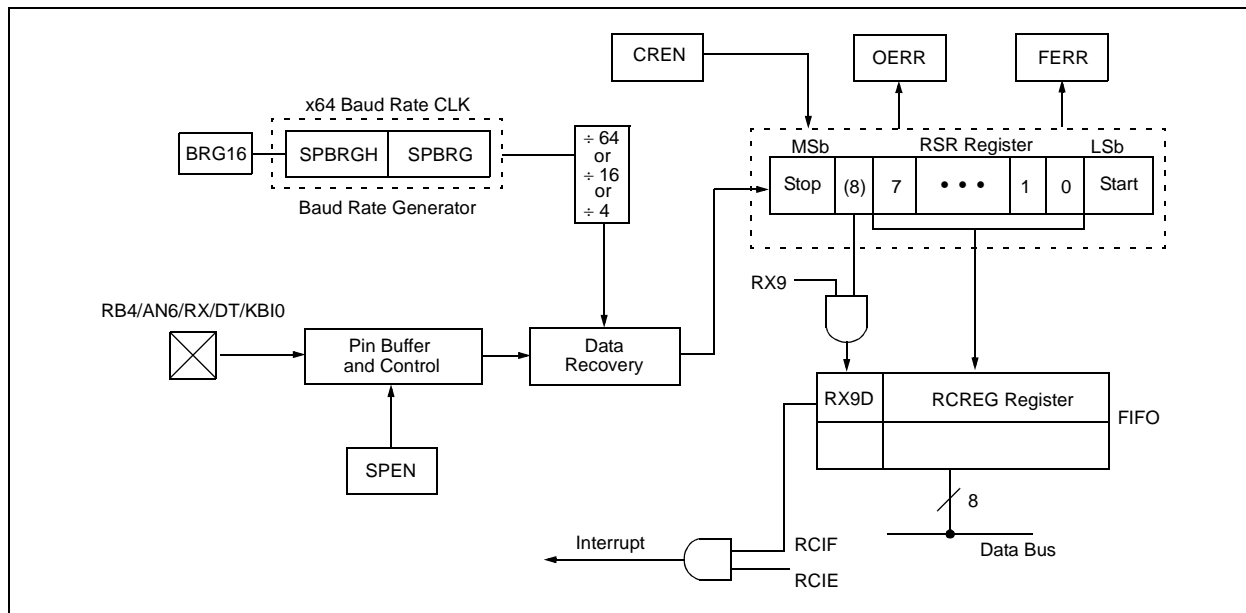 CREN
OERR
FERR
x64 Baud Rate CLK
BRG16
SPBRGH
SPBRG
Baud Rate Generator
÷ 64
or
÷ 16
or
÷ 4
MSb
RSR Register
LSb
Stop
(8)
7
• • •
1
0
Start
RX9
RB4/AN6/RX/DT/KBI0
Pin Buffer
and Control
Data
Recovery
SPEN
RX9D
RCREG Register
FIFO
8
Data Bus
Interrupt
RCIF
RCIE